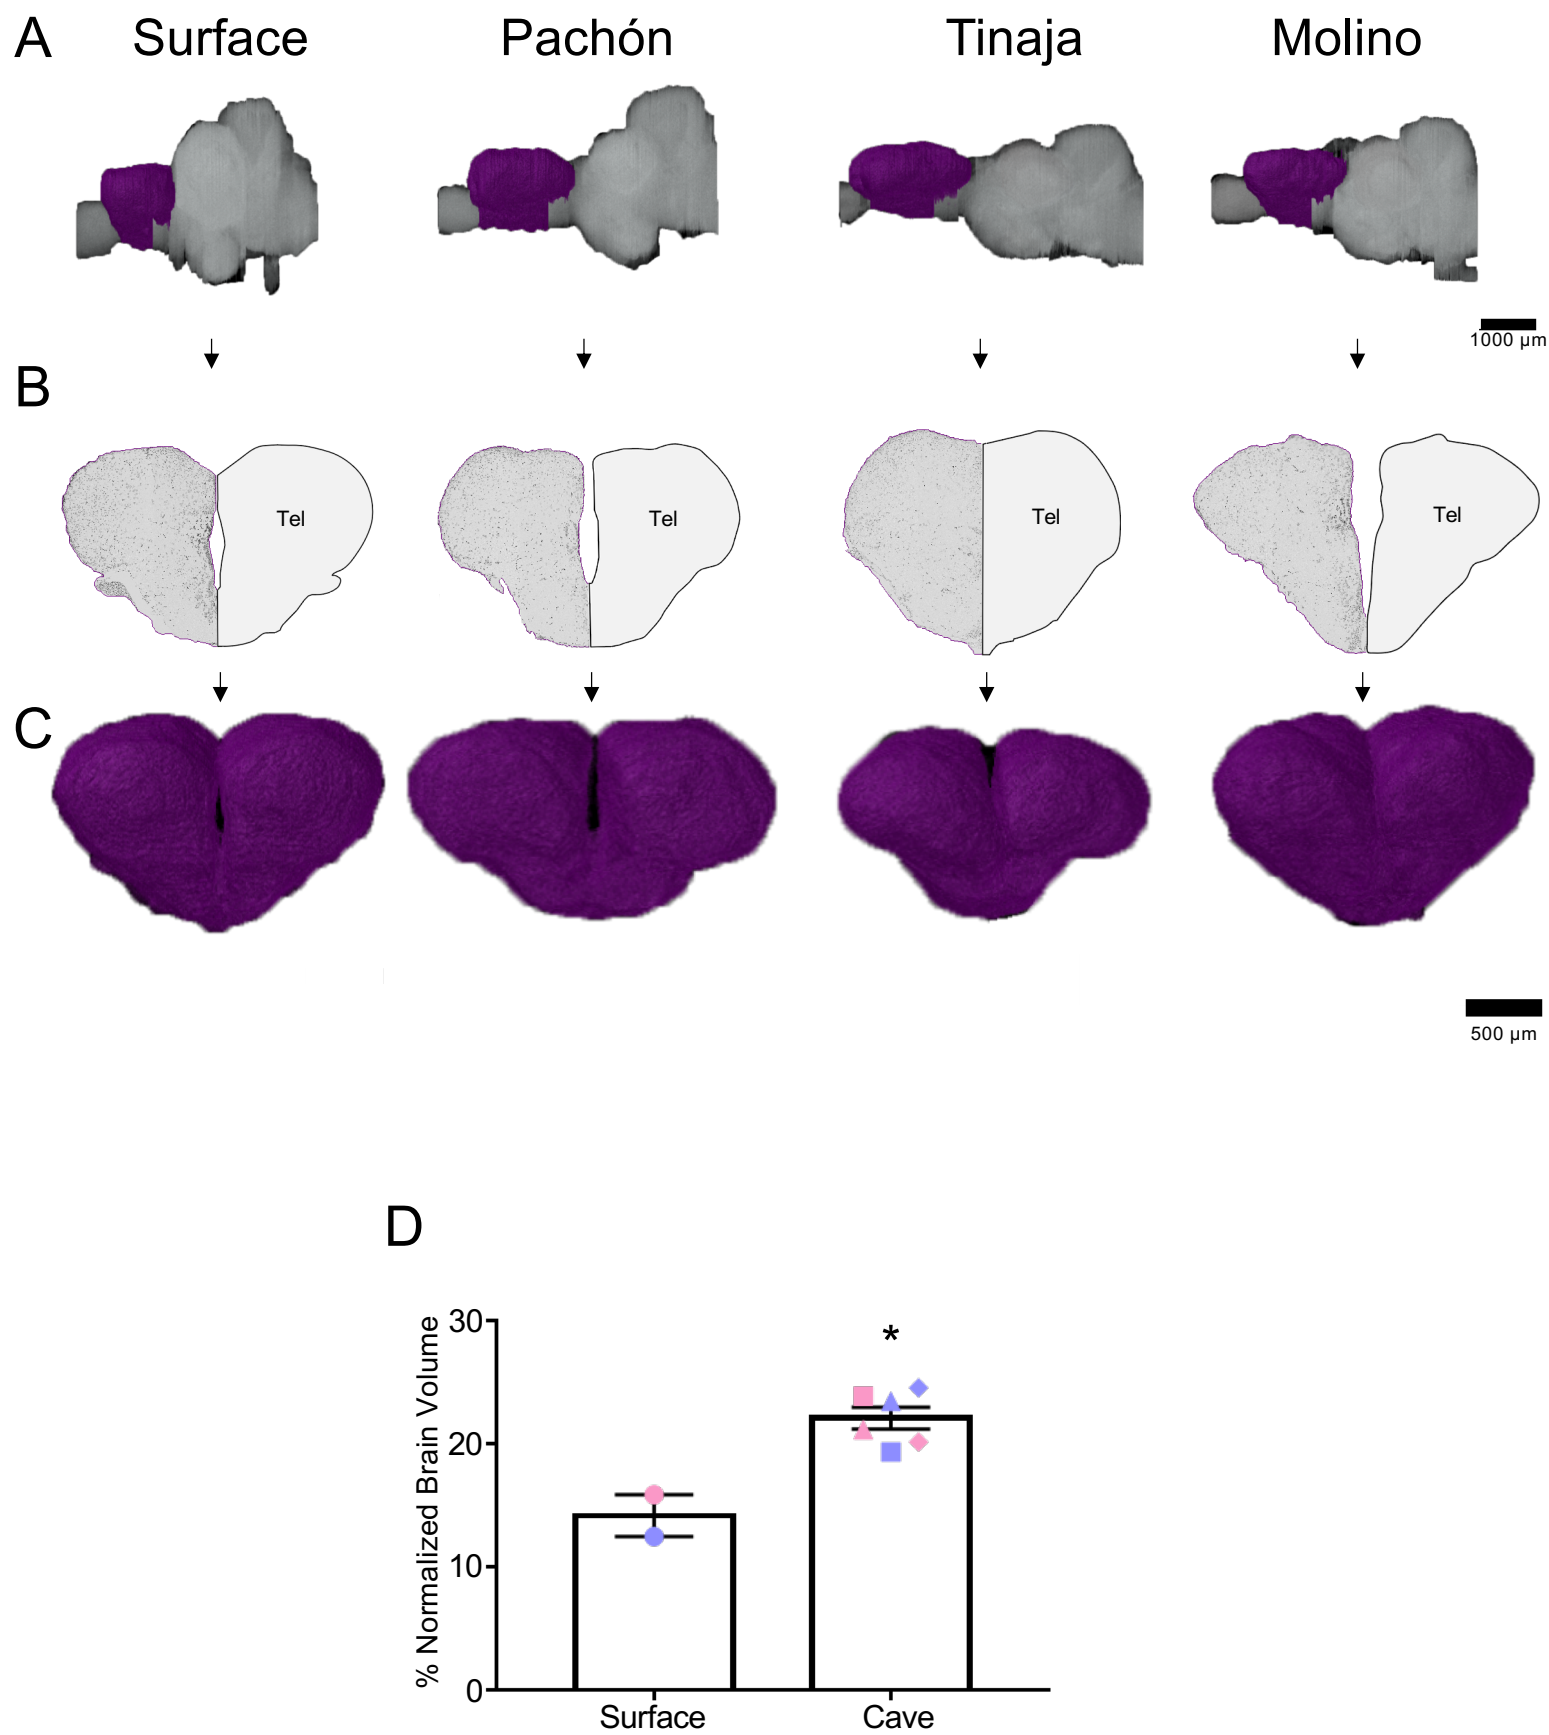 A Surface Pachón Tinaja Molino
1000 µm
B
Tel Tel Tel Tel
C
500 µm
D
% Normalized Brain Volume
30
20
10
0
*
Surface Cave